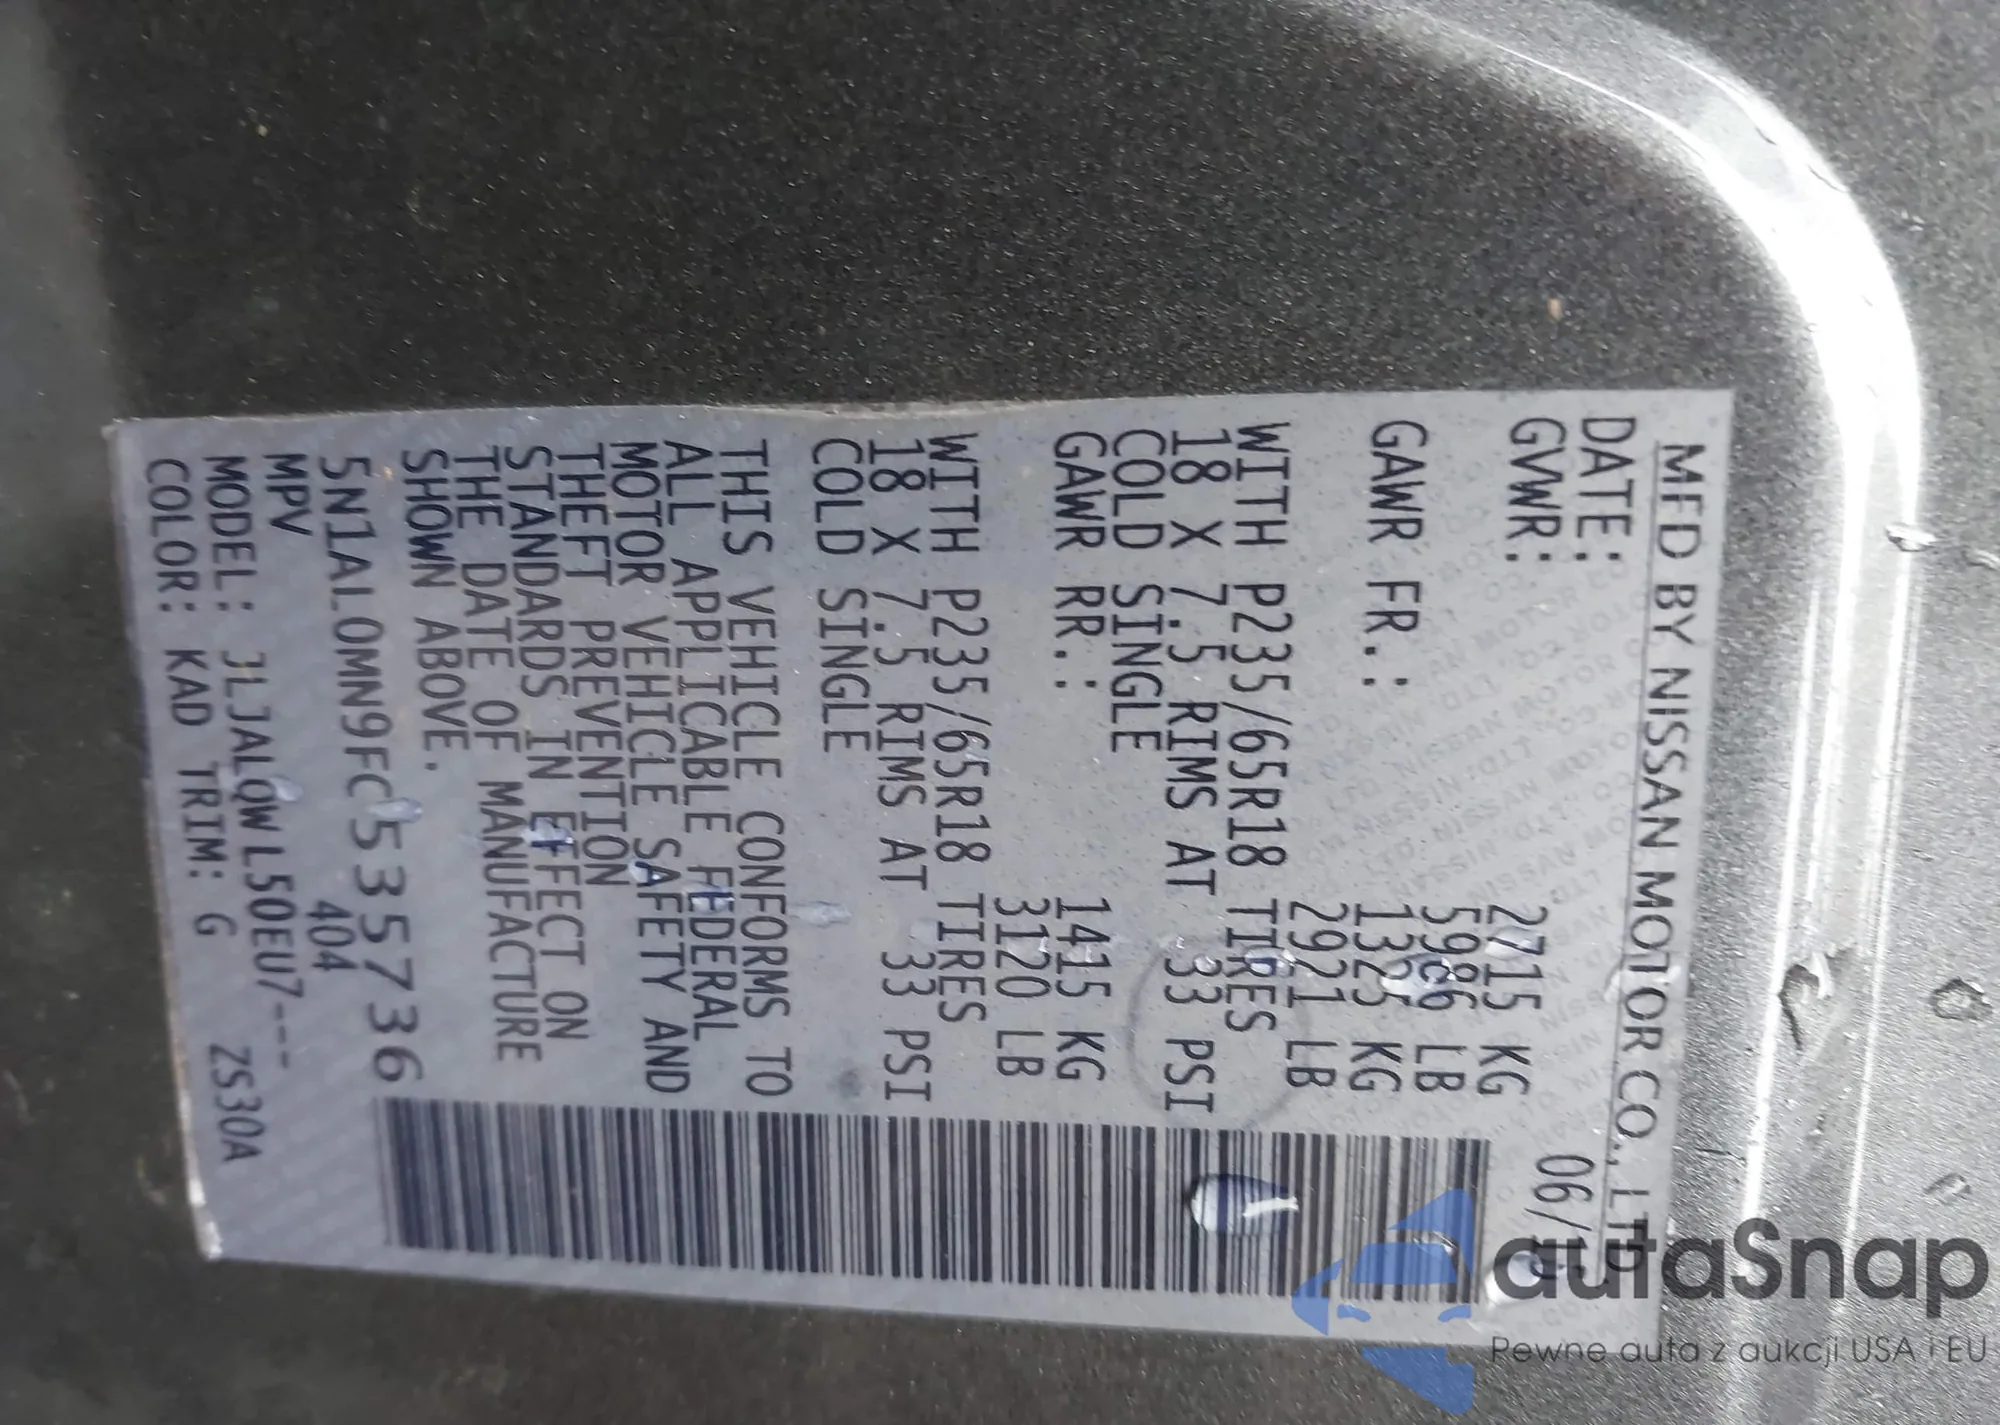 MFD BY NISSAN MOTOR CO., LTD
DATE: 06/
GVWR: 2715 KG
5986 LB
GAWR FR.: 1325 KG
2921 LB
WITH P235/65R18 TIRES
18 X 7.5 RIMS AT 33 PSI
COLD SINGLE
GAWR RR.: 1415 KG
3120 LB
WITH P235/65R18 TIRES
18 X 7.5 RIMS AT 33 PSI
COLD SINGLE
THIS VEHICLE CONFORMS TO
ALL APPLICABLE FEDERAL
MOTOR VEHICLE SAFETY AND
THEFT PREVENTION
STANDARDS IN EFFECT ON
THE DATE OF MANUFACTURE
SHOWN ABOVE.
5N1AL0MN9FC535736
MPV 404
MODEL: JLJALQWL50EU7---
COLOR: KAD TRIM: G ZS30A
autaSnap
Pewne auta z aukcji USA i EU